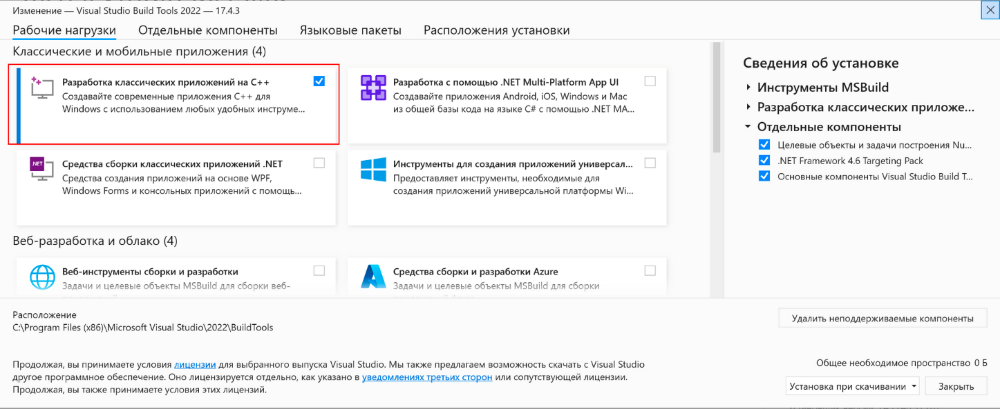 Изменение — Visual Studio Build Tools 2022 — 17.4.3
Рабочие нагрузки
Отдельные компоненты
Языковые пакеты
Расположения установки
Классические и мобильные приложения (4)
Разработка классических приложений на C++
Создавайте современные приложения C++ для
Windows с использованием любых удобных инструме...
Разработка с помощью .NET Multi-Platform App UI
Создавайте приложения Android, iOS, Windows и Mac
из общей базы кода на языке C# с помощью .NET MA...
.NET
Средства сборки классических приложений .NET
Средства создания приложений на основе WPF,
Windows Forms и консольных приложений с помощь...
Инструменты для создания приложений универсал...
Предоставляет инструменты, необходимые для
создания приложений универсальной платформы Wi...
Веб-разработка и облако (4)
Веб-инструменты сборки и разработки
Задачи и целевые объекты MSBuild для сборки веб-
Средства сборки и разработки Azure
Задачи и целевые объекты MSBuild для сборки
Сведения об установке
Инструменты MSBuild
Разработка классических приложе...
Отдельные компоненты
Целевые объекты и задачи построения Nu...
.NET Framework 4.6 Targeting Pack
Основные компоненты Visual Studio Build T...
Расположение
C:\Program Files (x86)\Microsoft Visual Studio\2022\BuildTools
Продолжая, вы принимаете условия лицензии для выбранного выпуска Visual Studio. Мы также предлагаем возможность скачать с Visual Studio
другое программное обеспечение. Оно лицензируется отдельно, как указано в уведомлениях третьих сторон или сопутствующей лицензии.
Продолжая, вы также принимаете условия этих лицензий.
Удалить неподдерживаемые компоненты
Общее необходимое пространство 0 Б
Установка при скачивании
Закрыть